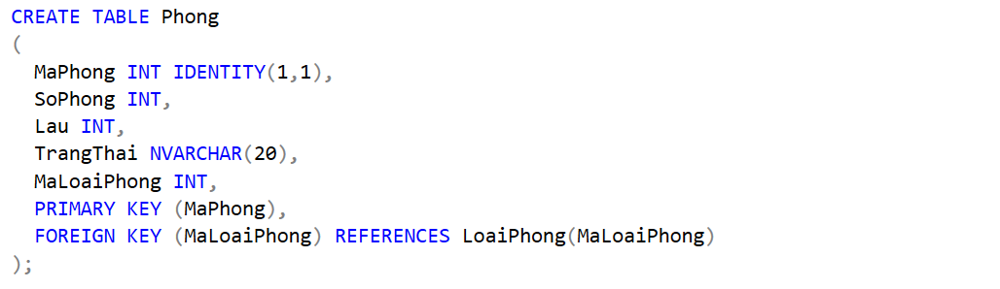 CREATE TABLE Phong
(
  MaPhong INT IDENTITY(1,1),
  SoPhong INT,
  Lau INT,
  TrangThai NVARCHAR(20),
  MaLoaiPhong INT,
  PRIMARY KEY (MaPhong),
  FOREIGN KEY (MaLoaiPhong) REFERENCES LoaiPhong(MaLoaiPhong)
);